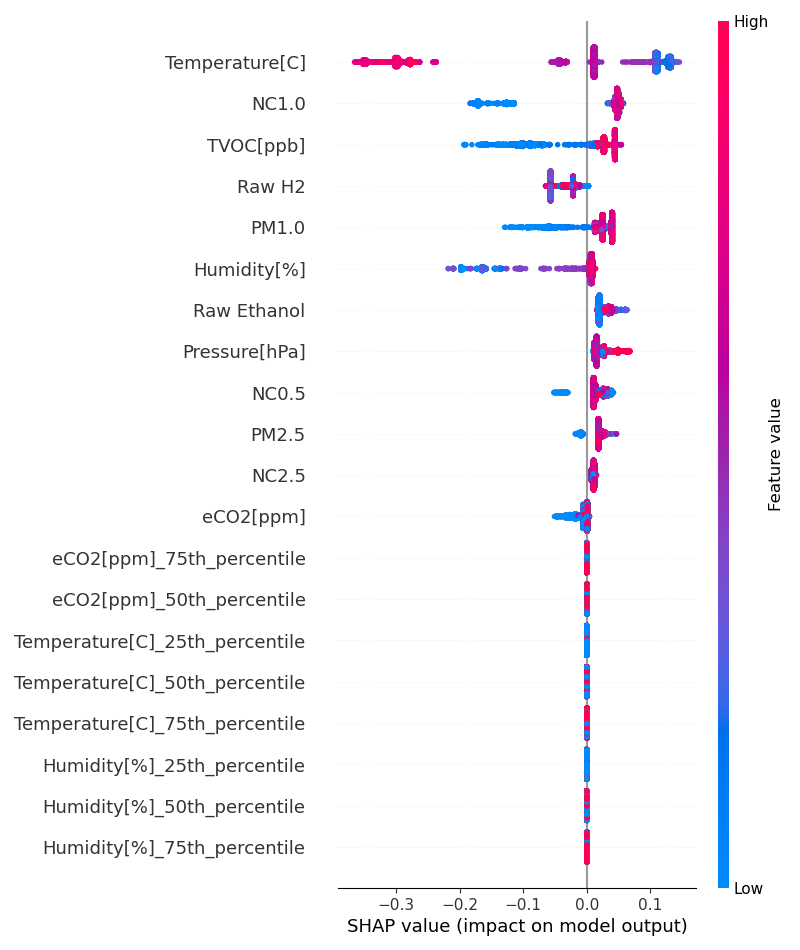 High
Temperature[C]
NC1.0
TVOC[ppb]
Raw H2
PM1.0
Humidity[%]
Raw Ethanol
Pressure[hPa]
NC0.5
PM2.5
NC2.5
eCO2[ppm]
eCO2[ppm]_75th_percentile
eCO2[ppm]_50th_percentile
Temperature[C]_25th_percentile
Temperature[C]_50th_percentile
Temperature[C]_75th_percentile
Humidity[%]_25th_percentile
Humidity[%]_50th_percentile
Humidity[%]_75th_percentile
Feature value
Low
−0.3 −0.2 −0.1 0.0 0.1
SHAP value (impact on model output)